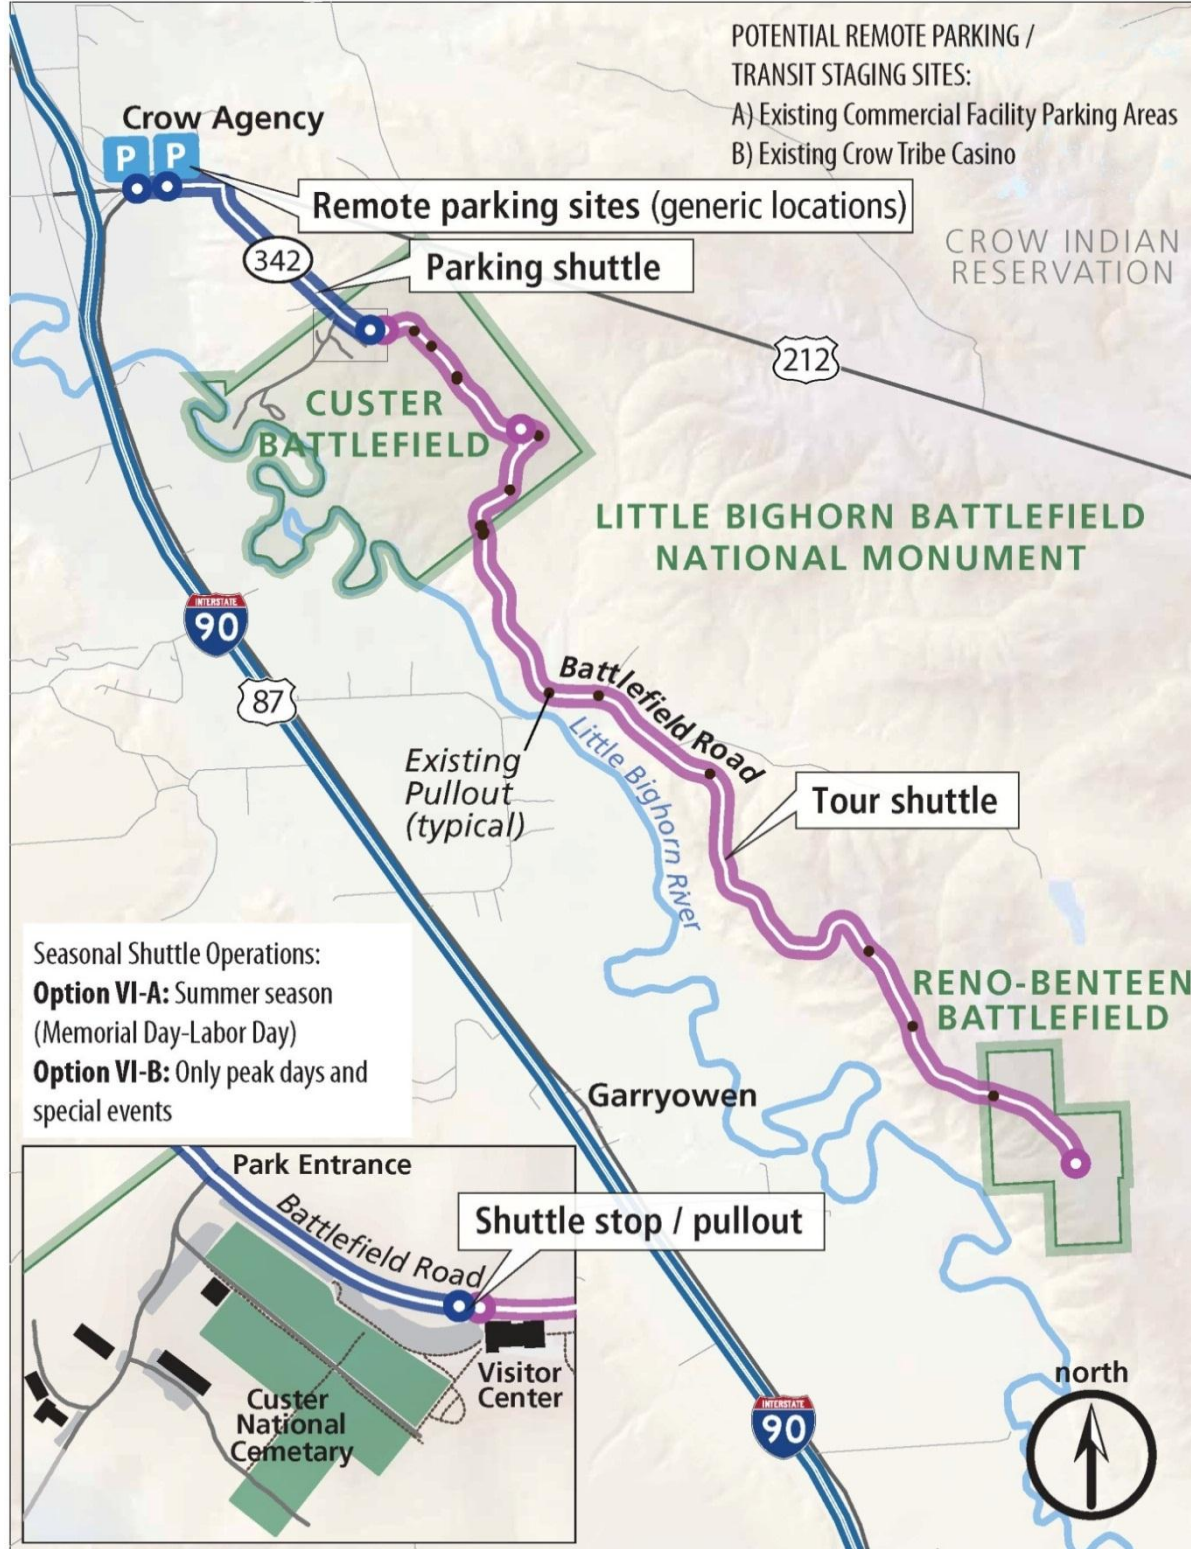 POTENTIAL REMOTE PARKING /
TRANSIT STAGING SITES:
A) Existing Commercial Facility Parking Areas
B) Existing Crow Tribe Casino
Crow Agency
P
P
Remote parking sites (generic locations)
CROW INDIAN
RESERVATION
342
Parking shuttle
212
CUSTER
BATTLEFIELD
LITTLE BIGHORN BATTLEFIELD
NATIONAL MONUMENT
INTERSTATE
90
87
Battlefield Road
Existing
Pullout
(typical)
Little Bighorn River
Tour shuttle
Seasonal Shuttle Operations:
Option VI-A: Summer season
(Memorial Day-Labor Day)
Option VI-B: Only peak days and
special events
RENO-BENTEEN
BATTLEFIELD
Garryowen
Park Entrance
Battlefield Road
Shuttle stop / pullout
Visitor
Center
Custer
National
Cemetary
INTERSTATE
90
north